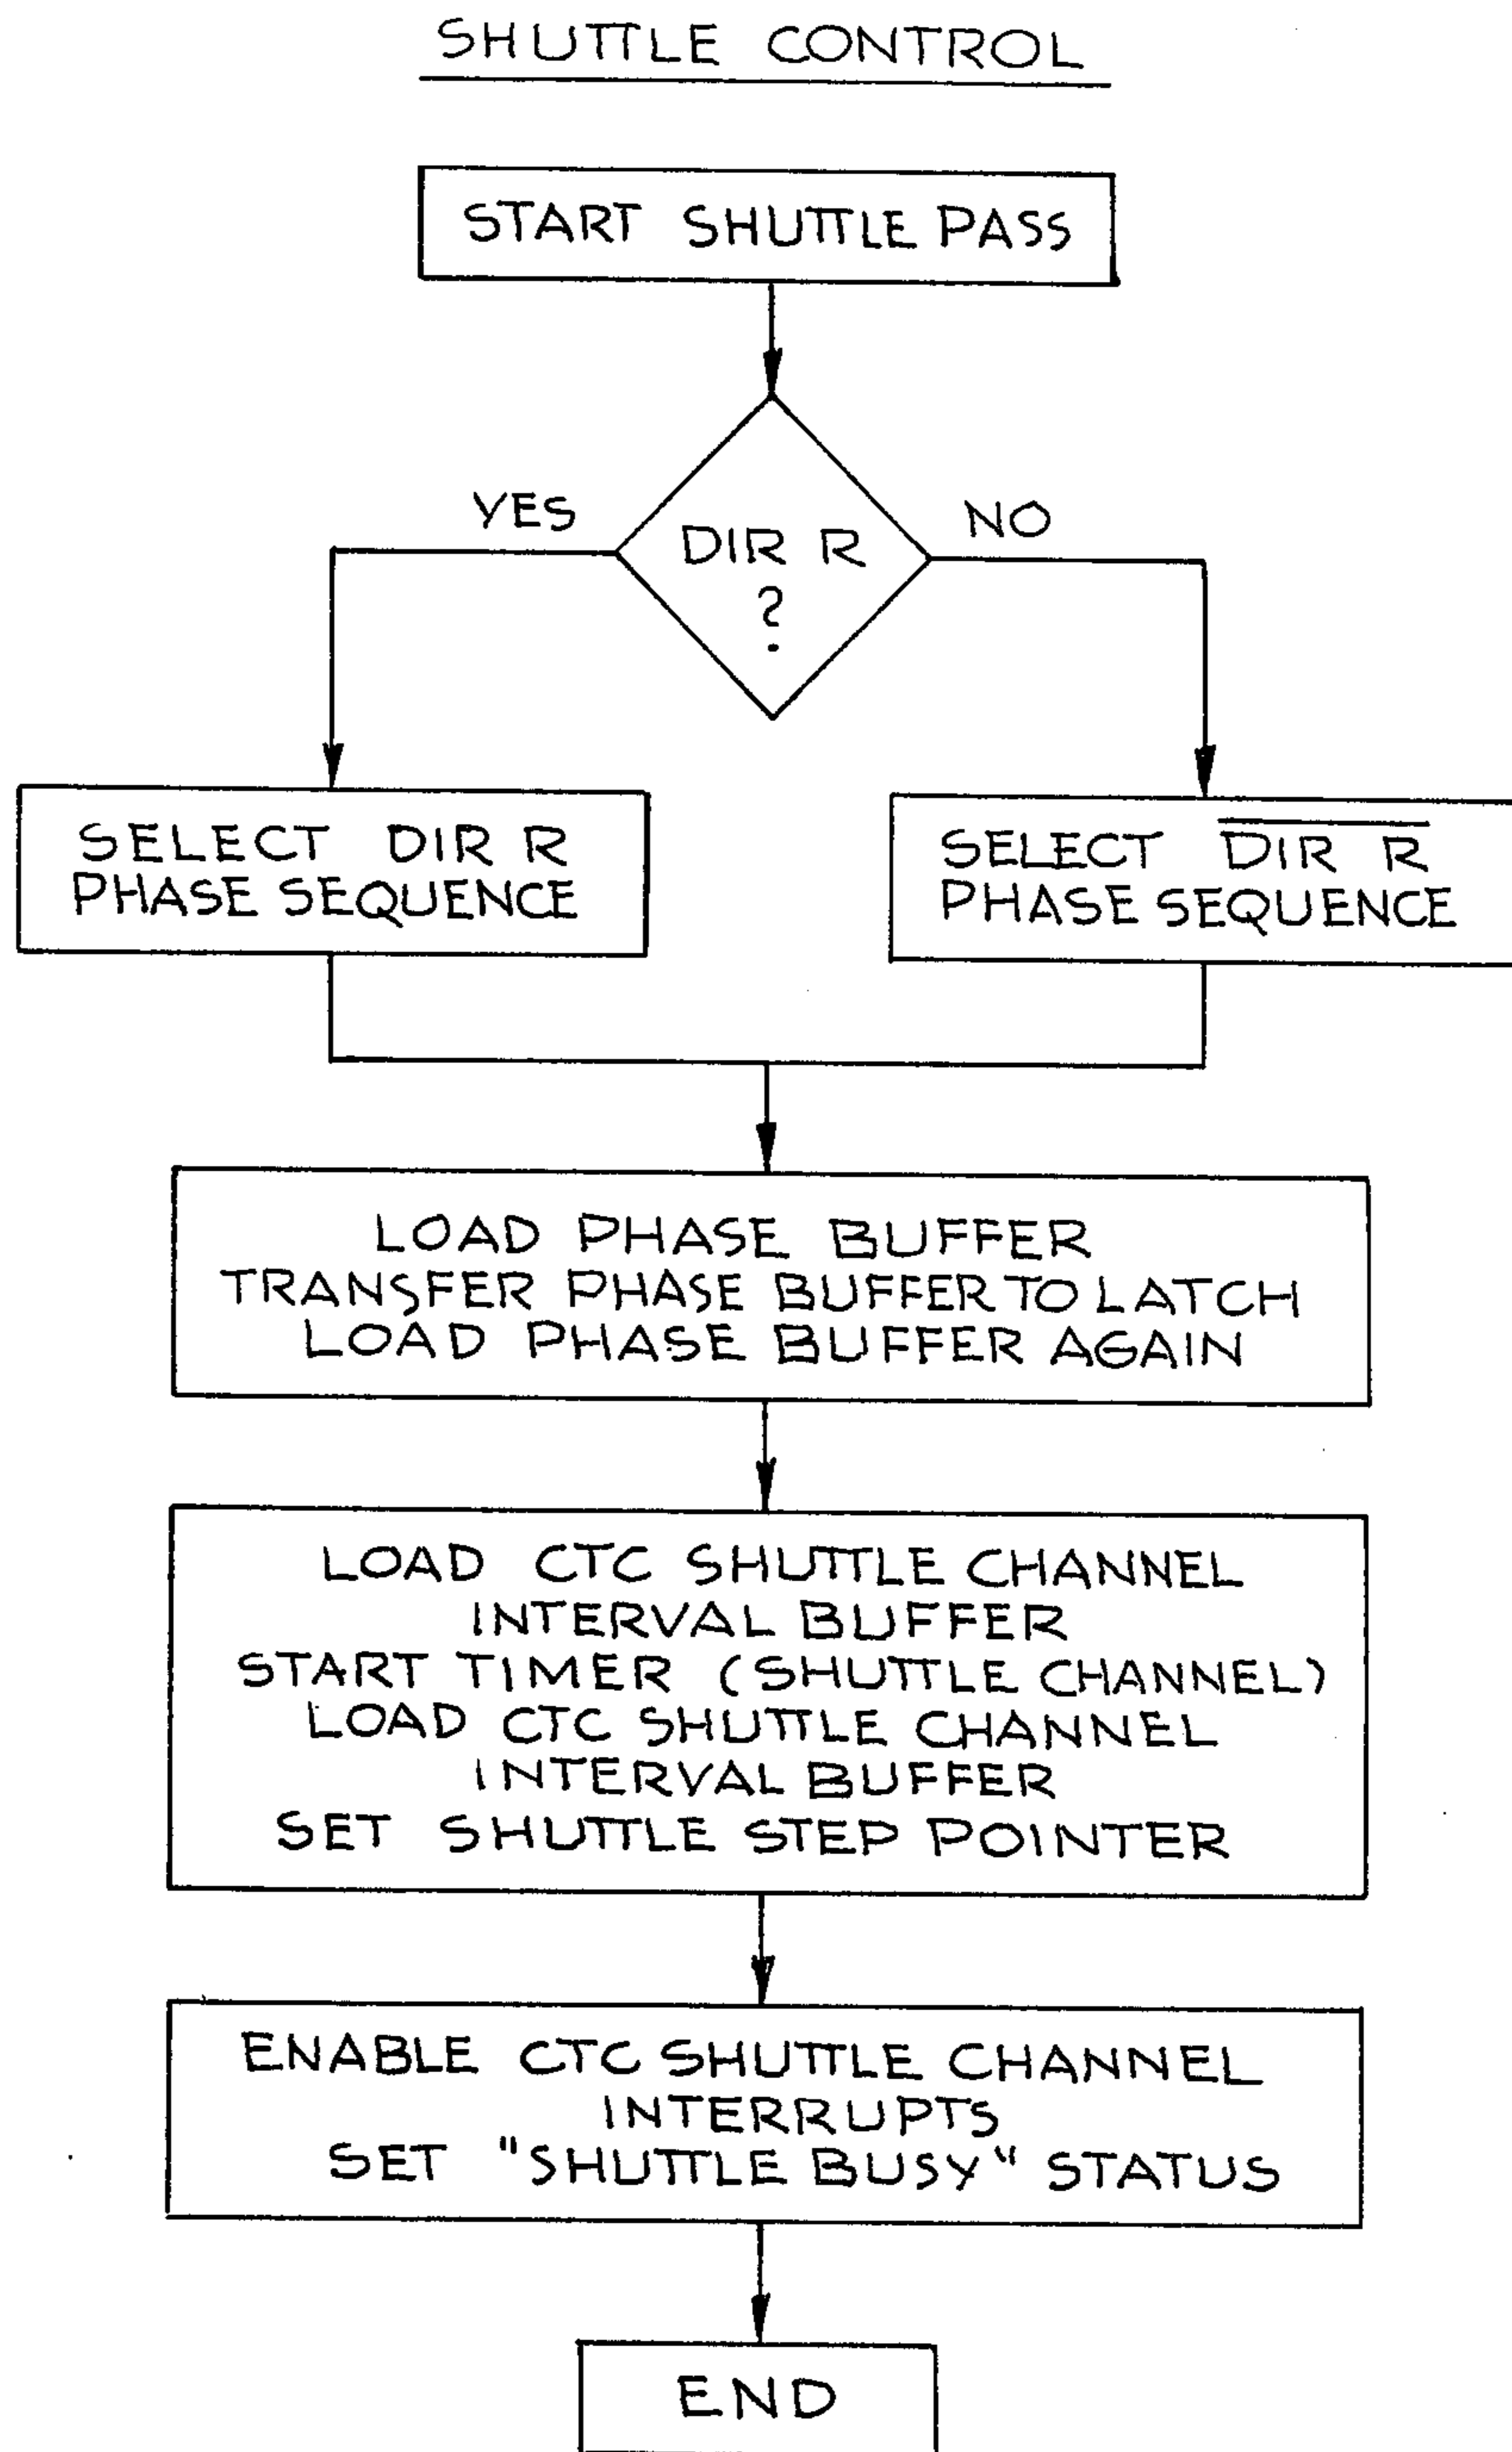 SHUTTLE CONTROL
START SHUTTLE PASS
DIR R
?
YES
NO
SELECT DIR R
PHASE SEQUENCE
SELECT D̅I̅R̅ R̅
PHASE SEQUENCE
LOAD PHASE BUFFER
TRANSFER PHASE BUFFER TO LATCH
LOAD PHASE BUFFER AGAIN
LOAD CTC SHUTTLE CHANNEL
INTERVAL BUFFER
START TIMER (SHUTTLE CHANNEL)
LOAD CTC SHUTTLE CHANNEL
INTERVAL BUFFER
SET SHUTTLE STEP POINTER
ENABLE CTC SHUTTLE CHANNEL
INTERRUPTS
SET "SHUTTLE BUSY" STATUS
END